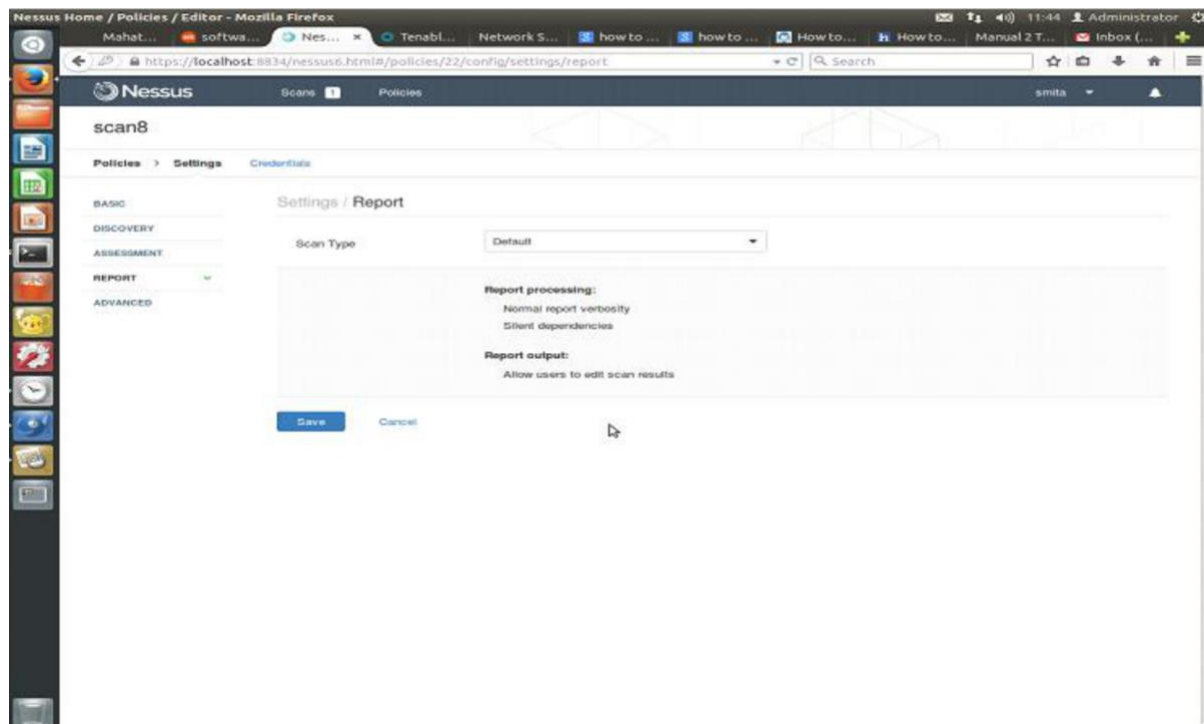 Nessus Home / Policies / Editor - Mozilla Firefox 11:44 Administrator
Mahat... softwa... Nes... × Tenabl... Network S... how to ... how to ... How to... How to... Manual 2 T... Inbox (...
https://localhost:8834/nessus6.html#/policies/22/config/settings/report Search
Nessus Scans 1 Policies smita
scan8
Policies > Settings Credentials
BASIC
DISCOVERY
ASSESSMENT
REPORT
ADVANCED
Settings / Report
Scan Type Default
Report processing:
Normal report verbosity
Silent dependencies
Report output:
Allow users to edit scan results
Save Cancel